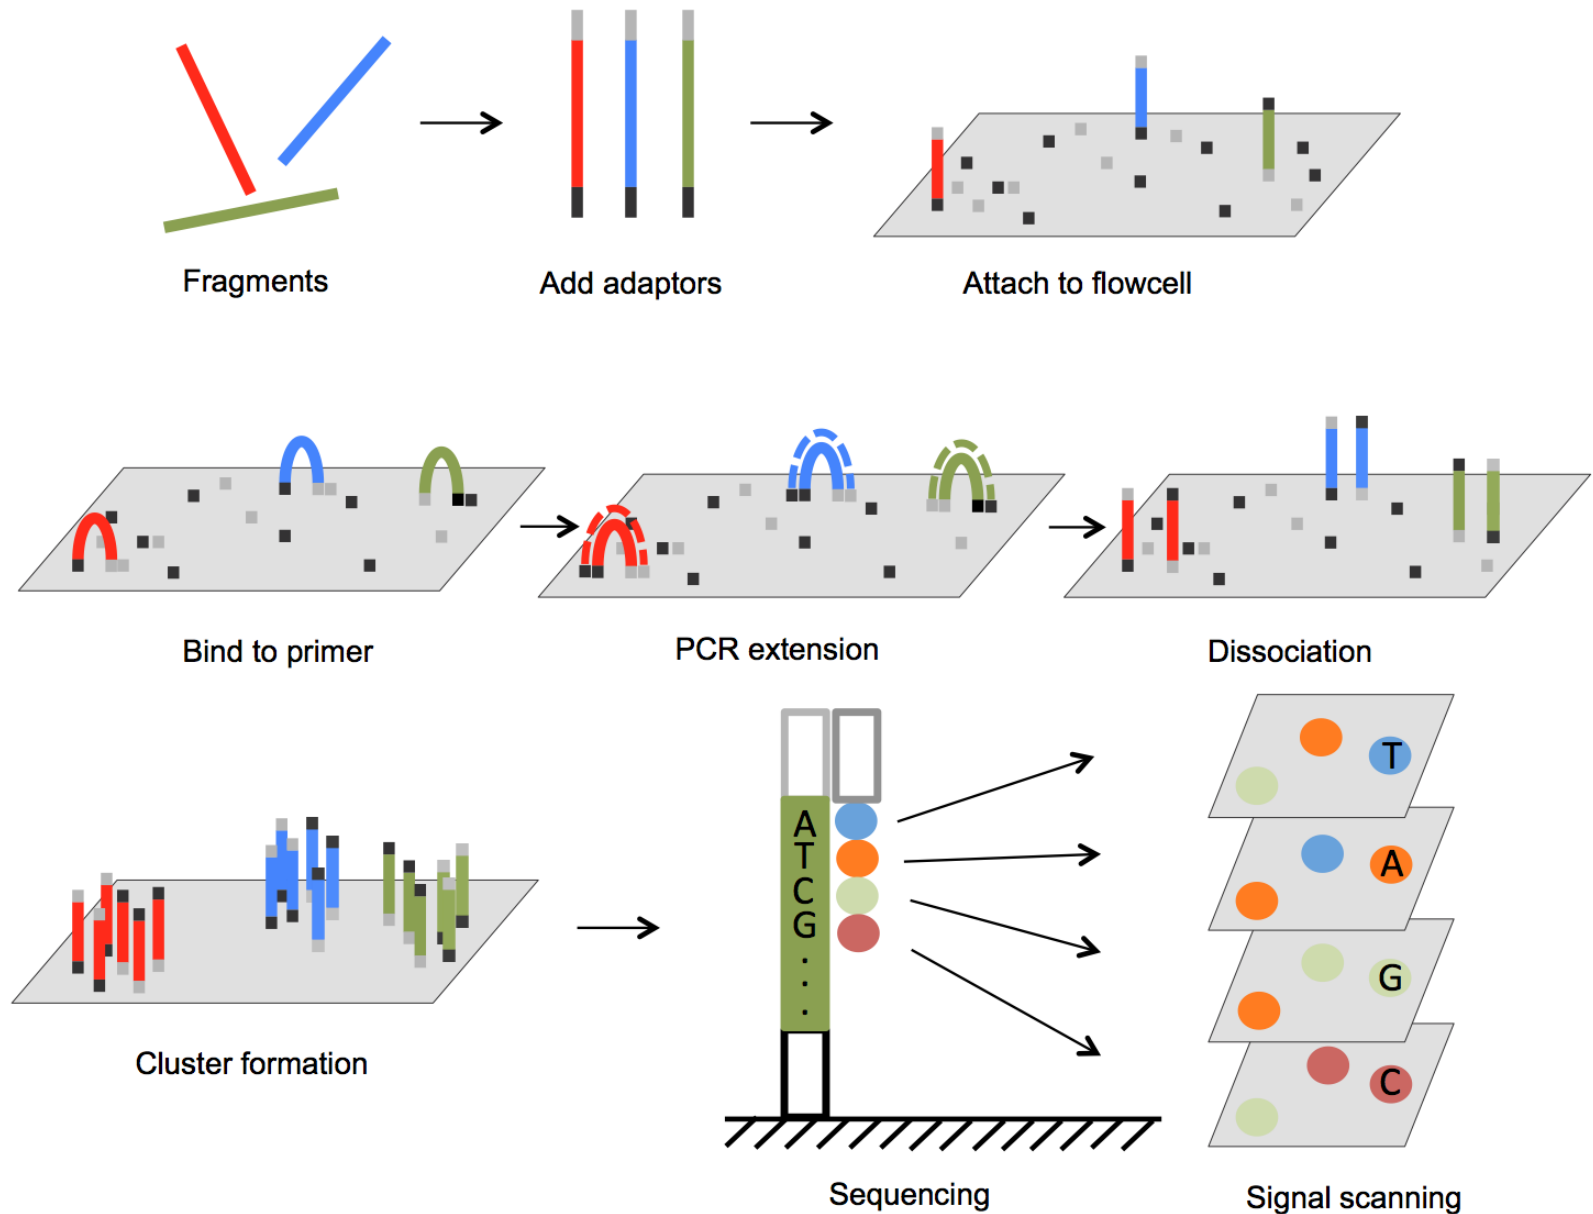 Fragments
Add adaptors
Attach to flowcell
Bind to primer
PCR extension
Dissociation
Cluster formation
A
T
C
G
.
.
.
Sequencing
T
A
G
C
Signal scanning